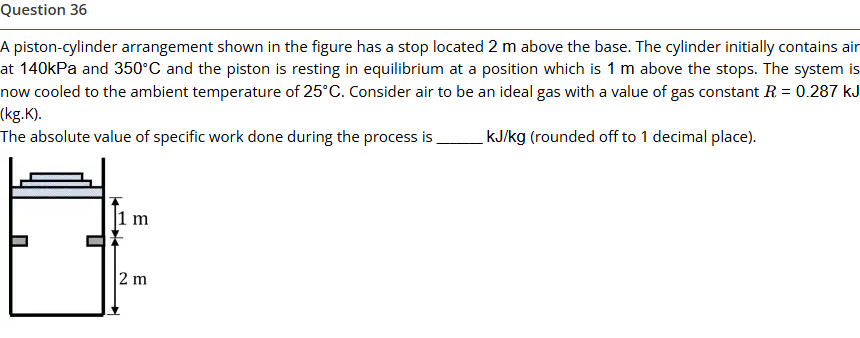 Question 36
A piston-cylinder arrangement shown in the figure has a stop located 2 m above the base. The cylinder initially contains air
at 140kPa and 350°C and the piston is resting in equilibrium at a position which is 1 m above the stops. The system is
now cooled to the ambient temperature of 25°C. Consider air to be an ideal gas with a value of gas constant R = 0.287 kJ
(kg.K).
The absolute value of specific work done during the process is ______ kJ/kg (rounded off to 1 decimal place).
1 m
2 m